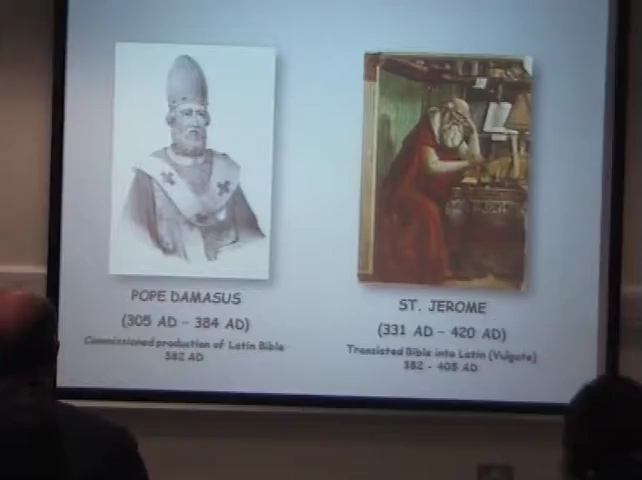 POPE DAMASUS
(305 AD - 384 AD)
Commissioned production of Latin Bible
382 AD
ST. JEROME
(331 AD - 420 AD)
Translated Bible into Latin (Vulgate)
382 - 405 AD